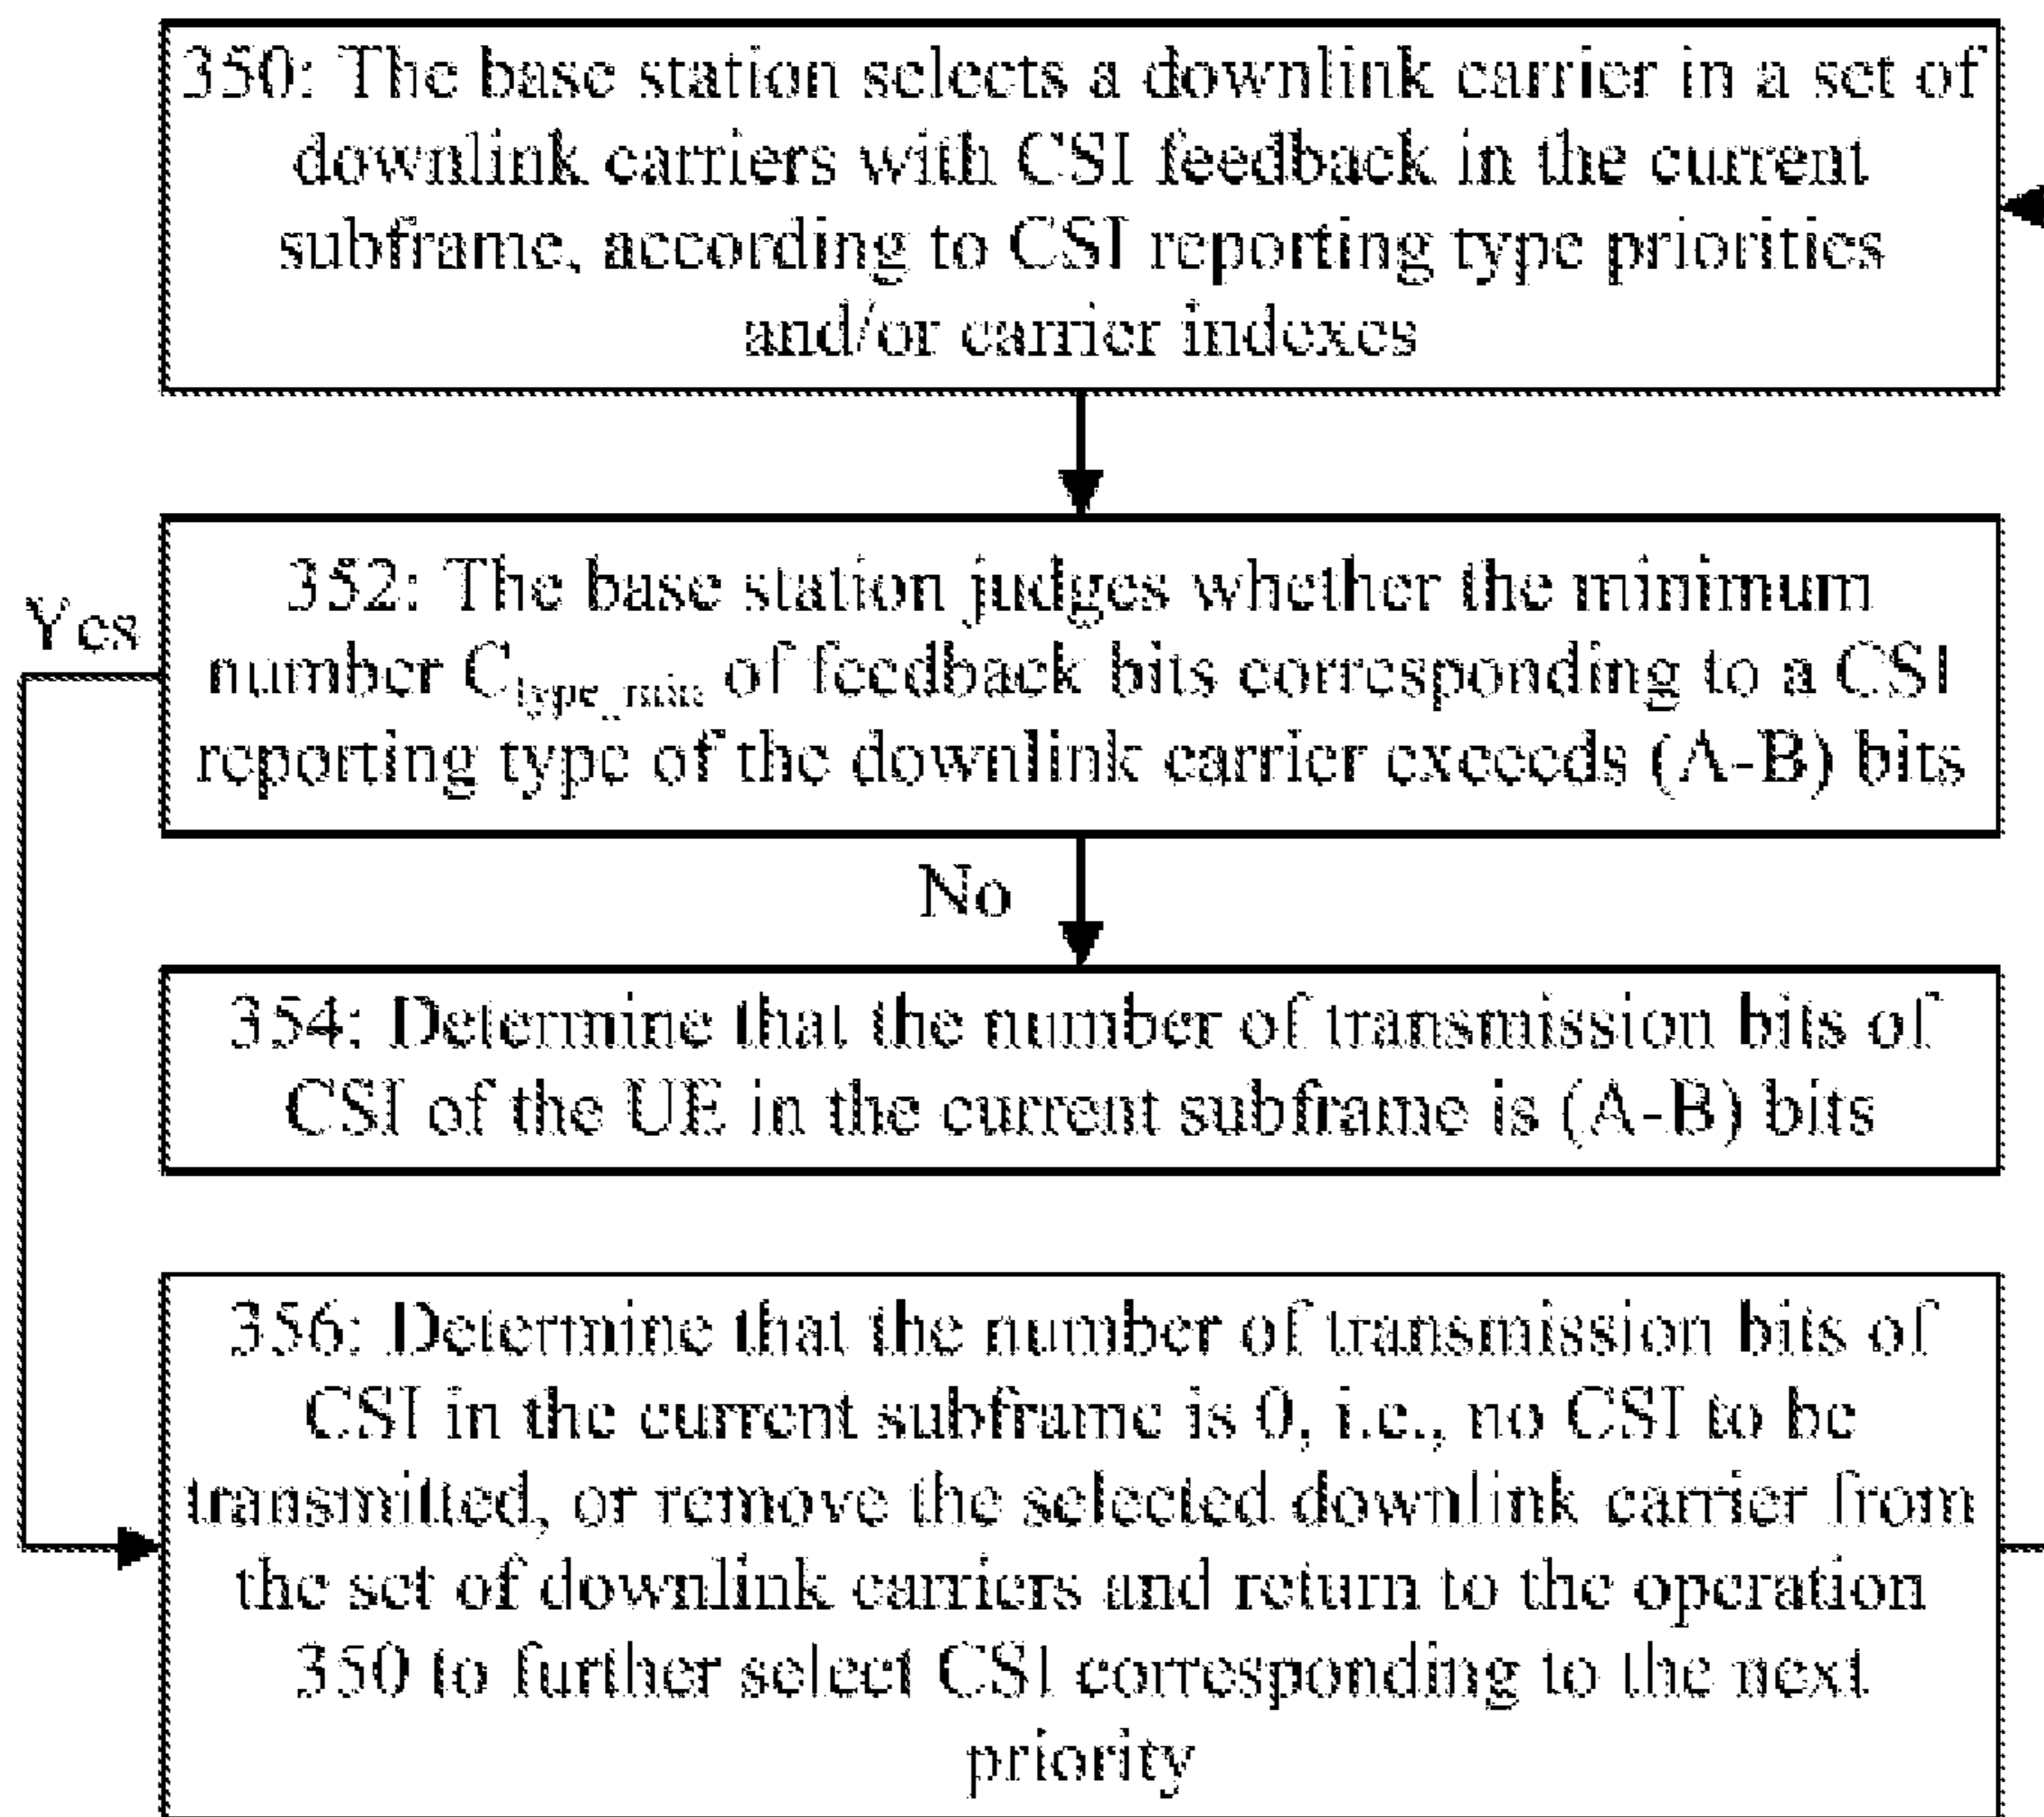 350: The base station selects a downlink carrier in a set of
downlink carriers with CSI feedback in the current
subframe, according to CSI reporting type priorities
and/or carrier indexes
Yes
352: The base station judges whether the minimum
number Ctype_min of feedback bits corresponding to a CSI
reporting type of the downlink carrier exceeds (A-B) bits
No
354: Determine that the number of transmission bits of
CSI of the UE in the current subframe is (A-B) bits
356: Determine that the number of transmission bits of
CSI in the current subframe is 0, i.e., no CSI to be
transmitted, or remove the selected downlink carrier from
the set of downlink carriers and return to the operation
350 to further select CSI corresponding to the next
priority